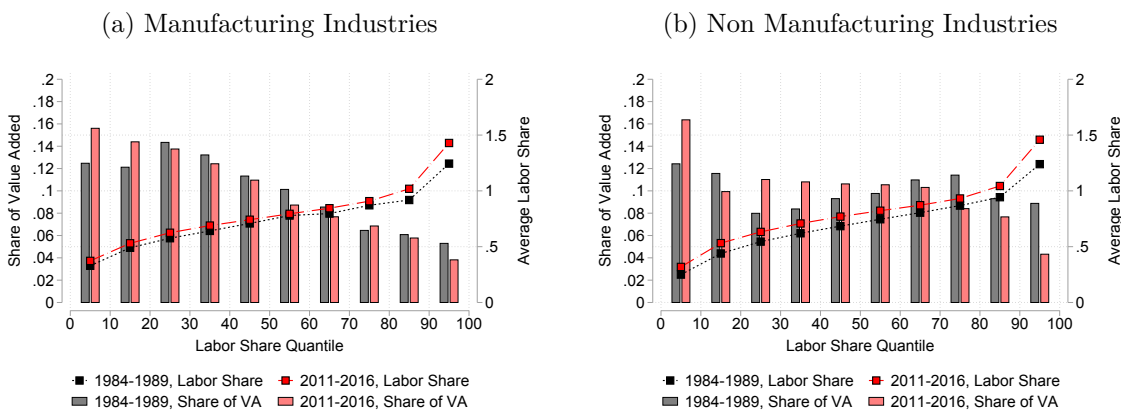 (a) Manufacturing Industries
Share of Value Added
.2
.18
.16
.14
.12
.1
.08
.06
.04
.02
0
2
1.5
1
.5
0
Average Labor Share
0 10 20 30 40 50 60 70 80 90 100
Labor Share Quantile
1984-1989, Labor Share 2011-2016, Labor Share
1984-1989, Share of VA 2011-2016, Share of VA
(b) Non Manufacturing Industries
Share of Value Added
.2
.18
.16
.14
.12
.1
.08
.06
.04
.02
0
2
1.5
1
.5
0
Average Labor Share
0 10 20 30 40 50 60 70 80 90 100
Labor Share Quantile
1984-1989, Labor Share 2011-2016, Labor Share
1984-1989, Share of VA 2011-2016, Share of VA